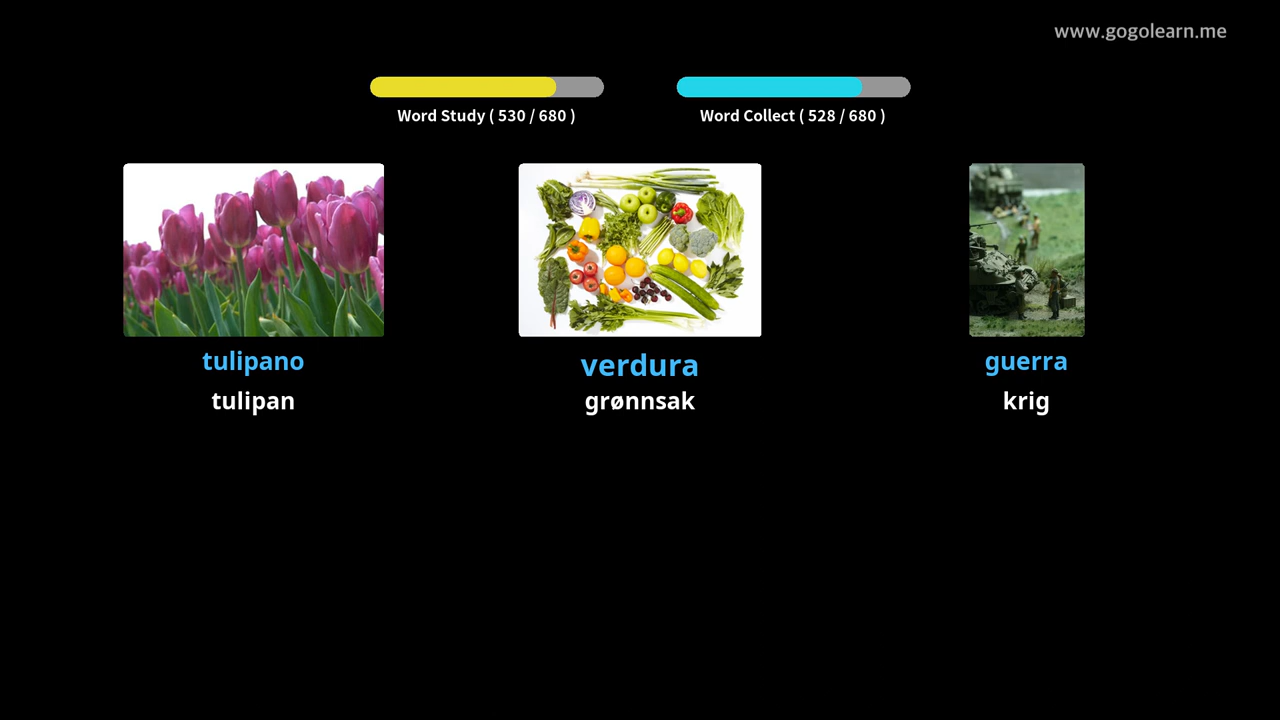 www.gogolearn.me
Word Study ( 530 / 680 )
Word Collect ( 528 / 680 )
tulipano
verdura
guerra
tulipan
grønnsak
krig